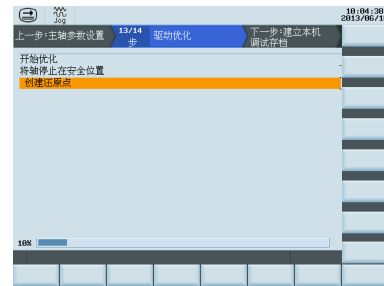 Jog
10:04:30
2013/06/1
上一步:主轴参数设置
13/14
步
驱动优化
下一步:建立本机
调试存档
开始优化
将轴停止在安全位置
创建还原点
10%